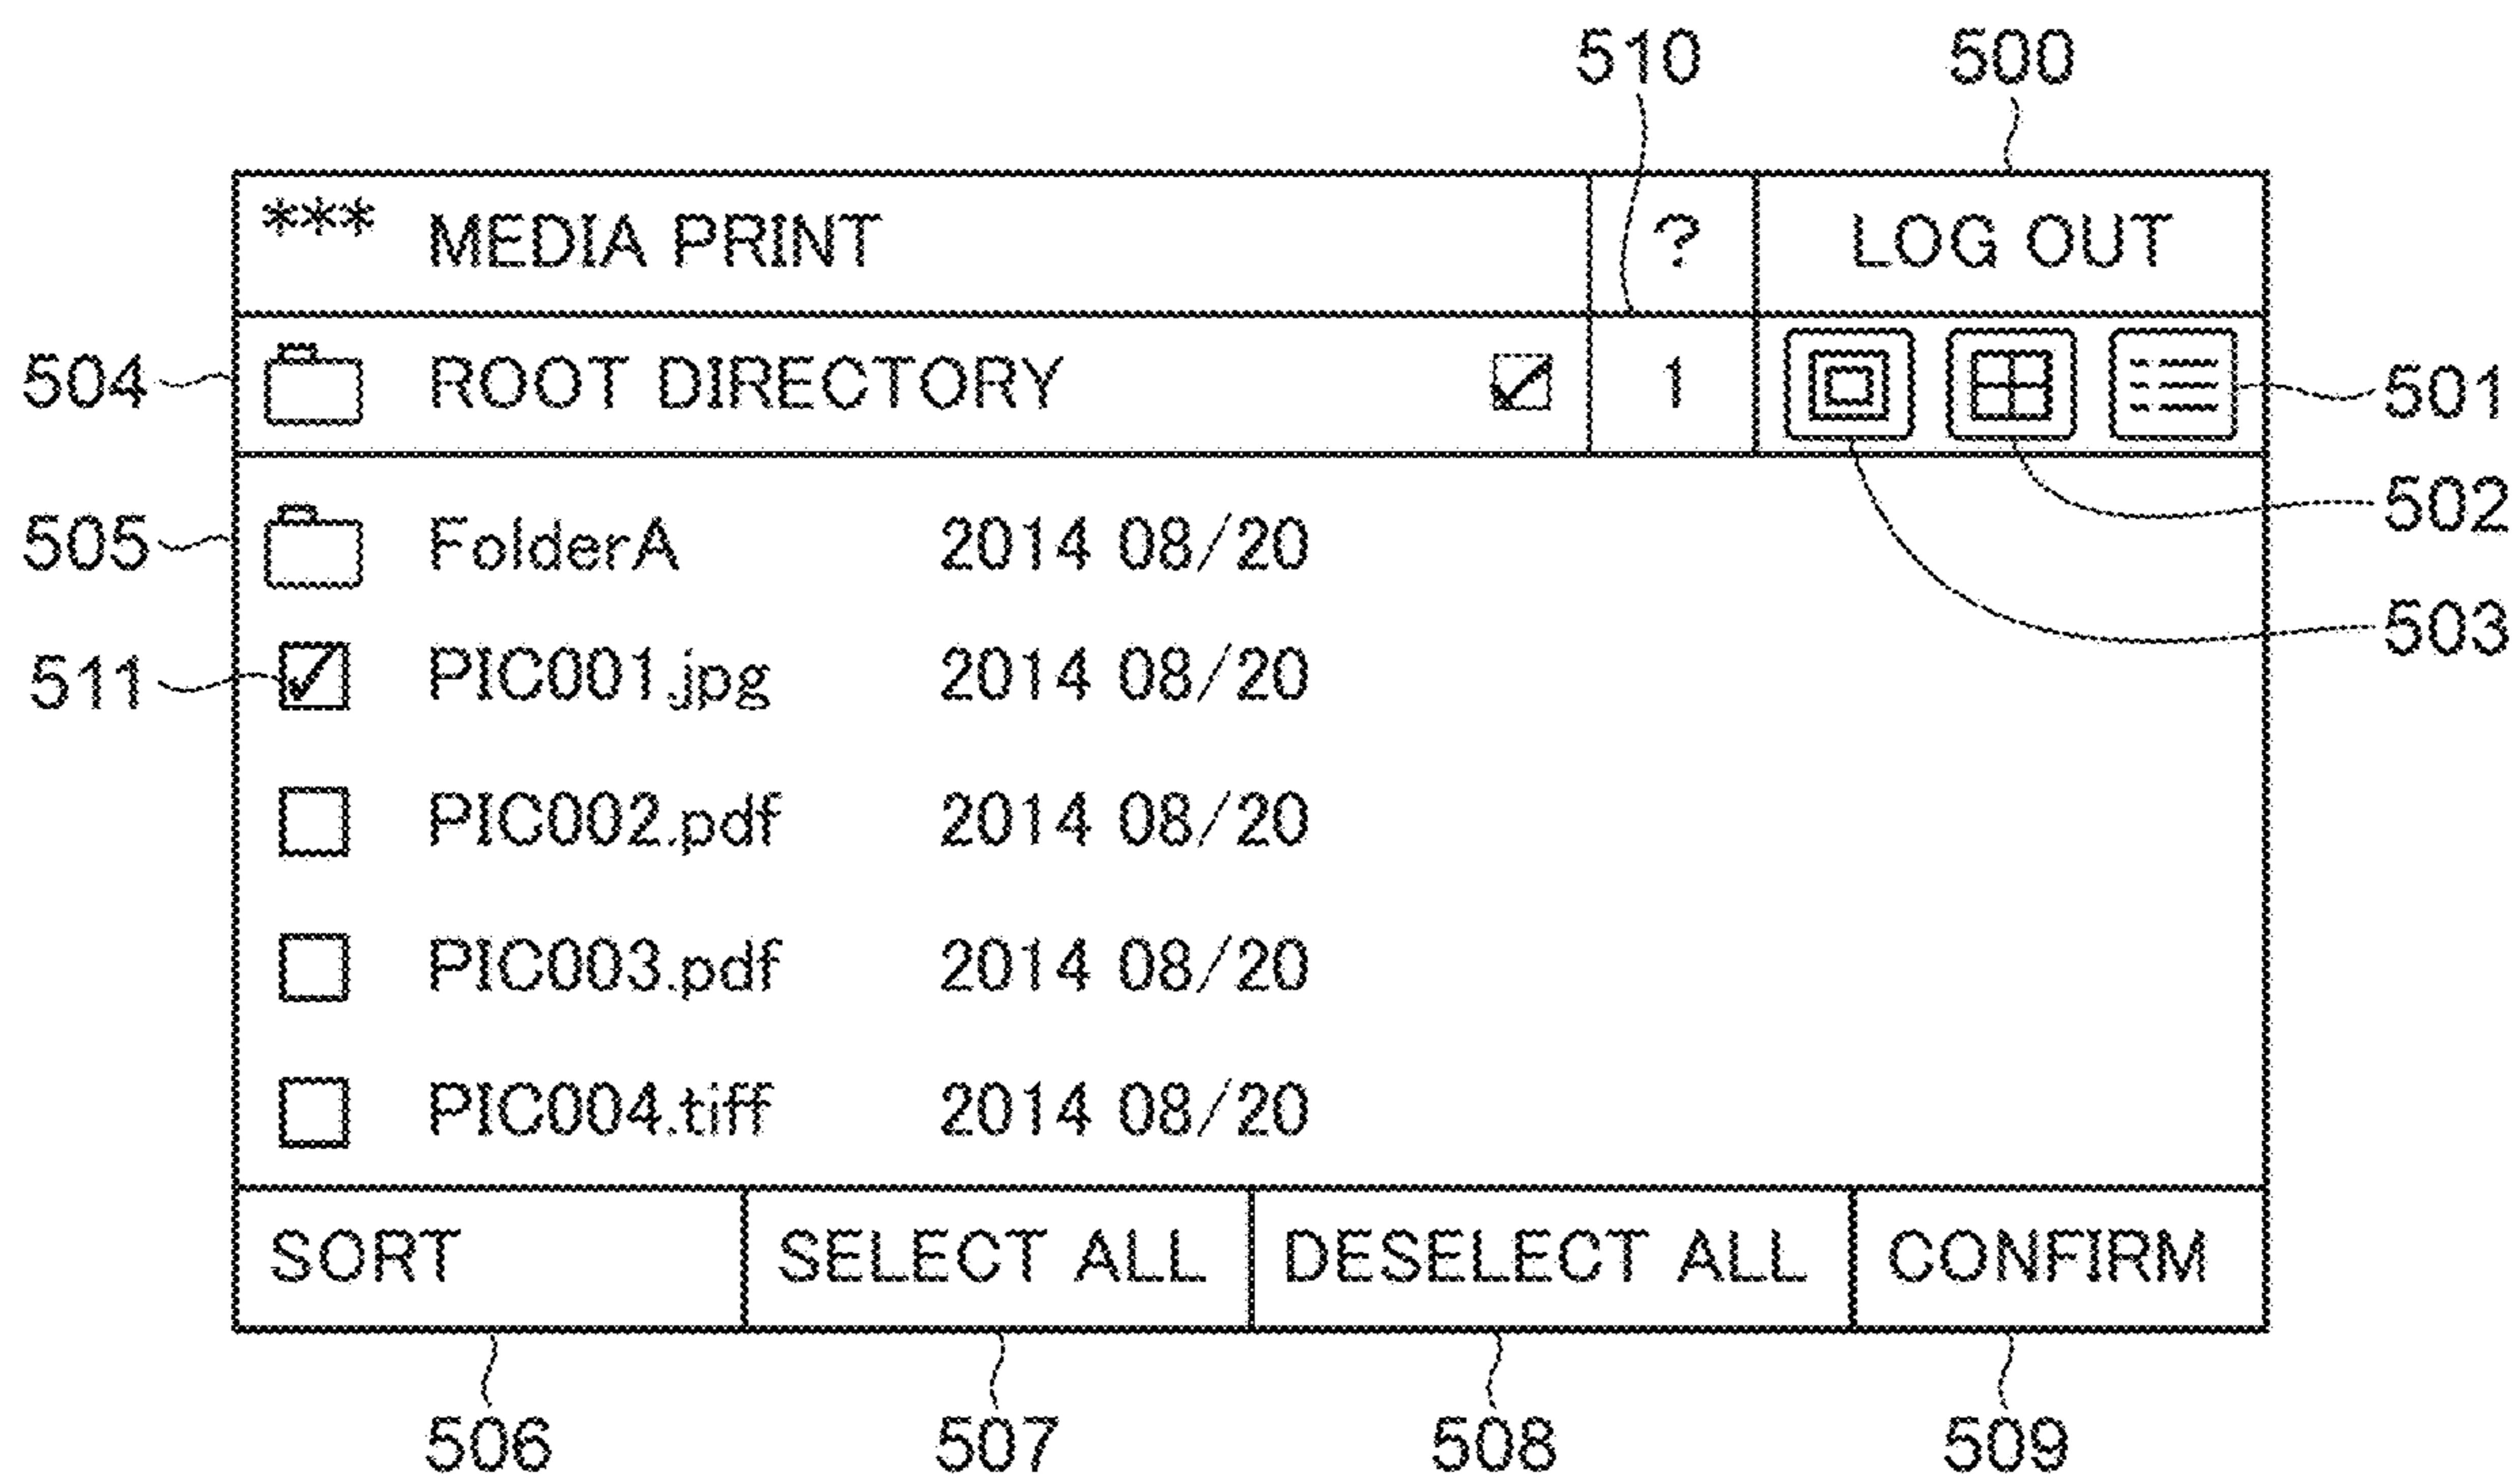 510 500
*** MEDIA PRINT ? LOG OUT
504 ROOT DIRECTORY 1 501
502
505 FolderA 2014 08/20
503
511 PIC001.jpg 2014 08/20
PIC002.pdf 2014 08/20
PIC003.pdf 2014 08/20
PIC004.tiff 2014 08/20
SORT SELECT ALL DESELECT ALL CONFIRM
506 507 508 509